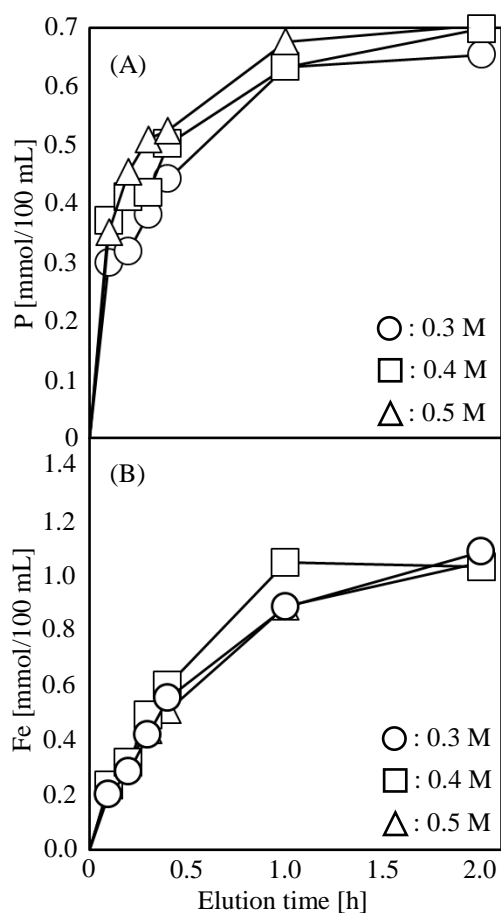 0.7
(A)
0.6
0.5
0.4
0.3
0.2
0.1
0
P [mmol/100 mL]
: 0.3 M
: 0.4 M
: 0.5 M
1.4
(B)
1.2
1.0
0.8
0.6
0.4
0.2
0.0
Fe [mmol/100 mL]
: 0.3 M
: 0.4 M
: 0.5 M
0 0.5 1.0 1.5 2.0
Elution time [h]